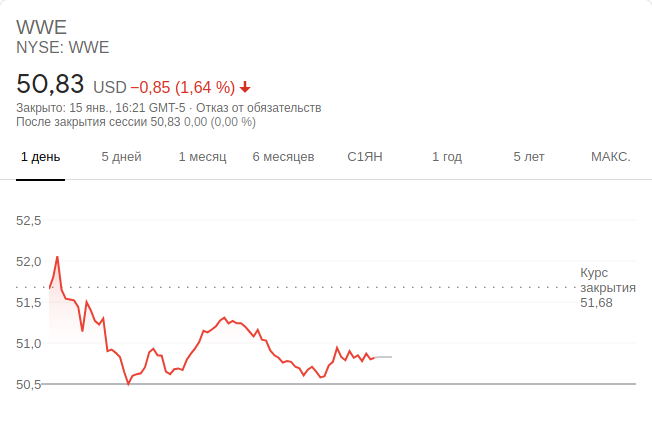 WWE
NYSE: WWE
50,83 USD −0,85 (1,64 %)
Закрыто: 15 янв., 16:21 GMT-5 · Отказ от обязательств
После закрытия сессии 50,83 0,00 (0,00 %)
1 день 5 дней 1 месяц 6 месяцев С1ЯН 1 год 5 лет МАКС.
52,5
52,0
Курс
закрытия
51,68
51,5
51,0
50,5